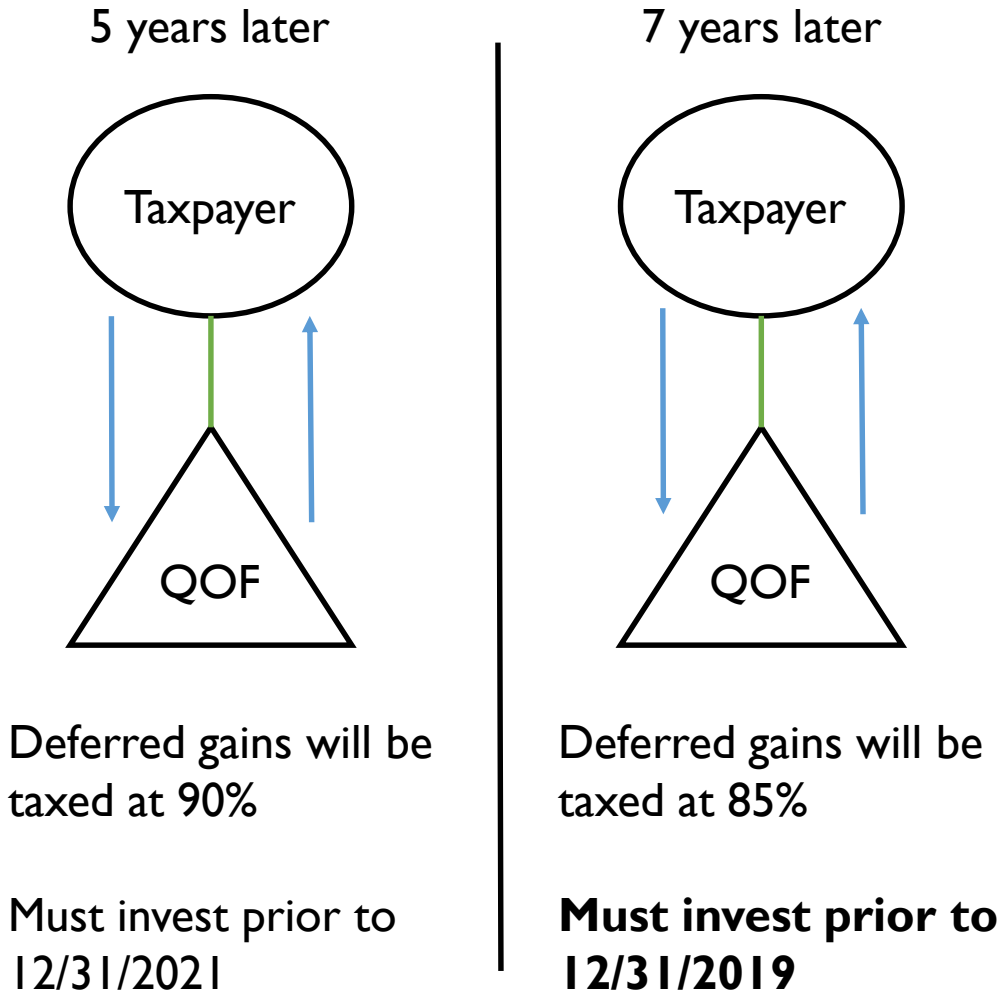 5 years later
Taxpayer
QOF
Deferred gains will be
taxed at 90%
Must invest prior to
12/31/2021
7 years later
Taxpayer
QOF
Deferred gains will be
taxed at 85%
Must invest prior to
12/31/2019